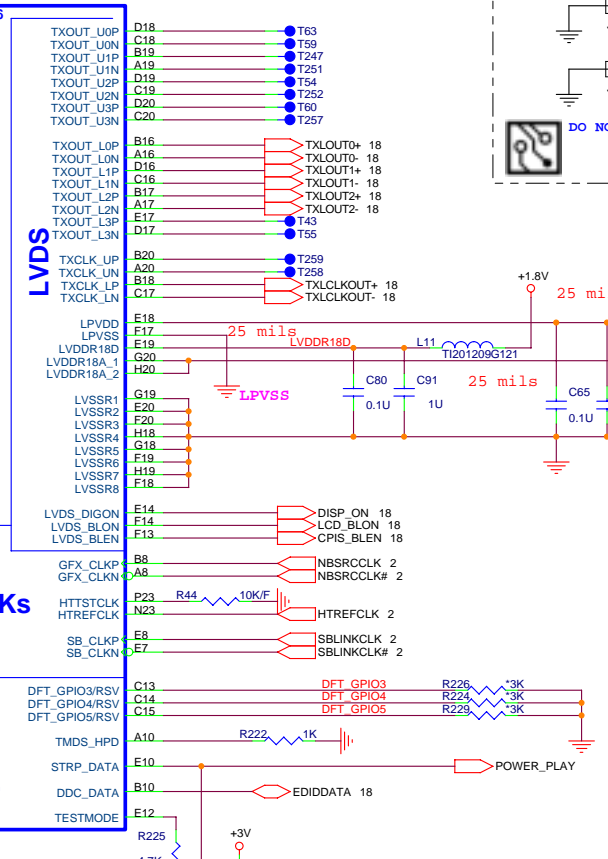 6
TXOUT_U0P D18 T63
TXOUT_U0N C18 T59
TXOUT_U1P B19 T247
TXOUT_U1N A19 T251
TXOUT_U2P D19 T54
TXOUT_U2N C19 T252
TXOUT_U3P D20 T60
TXOUT_U3N C20 T257
DO NO
TXOUT_L0P B16 TXLOUT0+ 18
TXOUT_L0N A16 TXLOUT0- 18
TXOUT_L1P D16 TXLOUT1+ 18
TXOUT_L1N C16 TXLOUT1- 18
TXOUT_L2P B17 TXLOUT2+ 18
TXOUT_L2N A17 TXLOUT2- 18
TXOUT_L3P E17 T43
TXOUT_L3N D17 T55
LVDS
TXCLK_UP B20 T259
TXCLK_UN A20 T258
TXCLK_LP B18 TXLCLKOUT+ 18
TXCLK_LN C17 TXLCLKOUT- 18
+1.8V
25 mi
LPVDD E18
LPVSS F17 25 mils
LVDDR18D E19 LVDDR18D L11
TI201209G121
LVDDR18A_1 G20
LVDDR18A_2 H20
25 mils
LPVSS
C80 0.1U
C91 1U
C65 0.1U
LVSSR1 G19
LVSSR2 E20
LVSSR3 F20
LVSSR4 H18
LVSSR5 G18
LVSSR6 F19
LVSSR7 H19
LVSSR8 F18
LVDS_DIGON E14 DISP_ON 18
LVDS_BLON F14 LCD_BLON 18
LVDS_BLEN F13 CPIS_BLEN 18
GFX_CLKP B8 NBSRCCLK 2
GFX_CLKN A8 NBSRCCLK# 2
Ks
HTTSTCLK P23 R44 10K/F
HTREFCLK N23 HTREFCLK 2
SB_CLKP E8 SBLINKCLK 2
SB_CLKN E7 SBLINKCLK# 2
DFT_GPIO3/RSV C13 DFT_GPIO3 R226 *3K
DFT_GPIO4/RSV C14 DFT_GPIO4 R224 *3K
DFT_GPIO5/RSV C15 DFT_GPIO5 R229 *3K
TMDS_HPD A10 R222 1K
STRP_DATA E10 POWER_PLAY
DDC_DATA B10 EDIDDATA 18
TESTMODE E12
R225
+3V